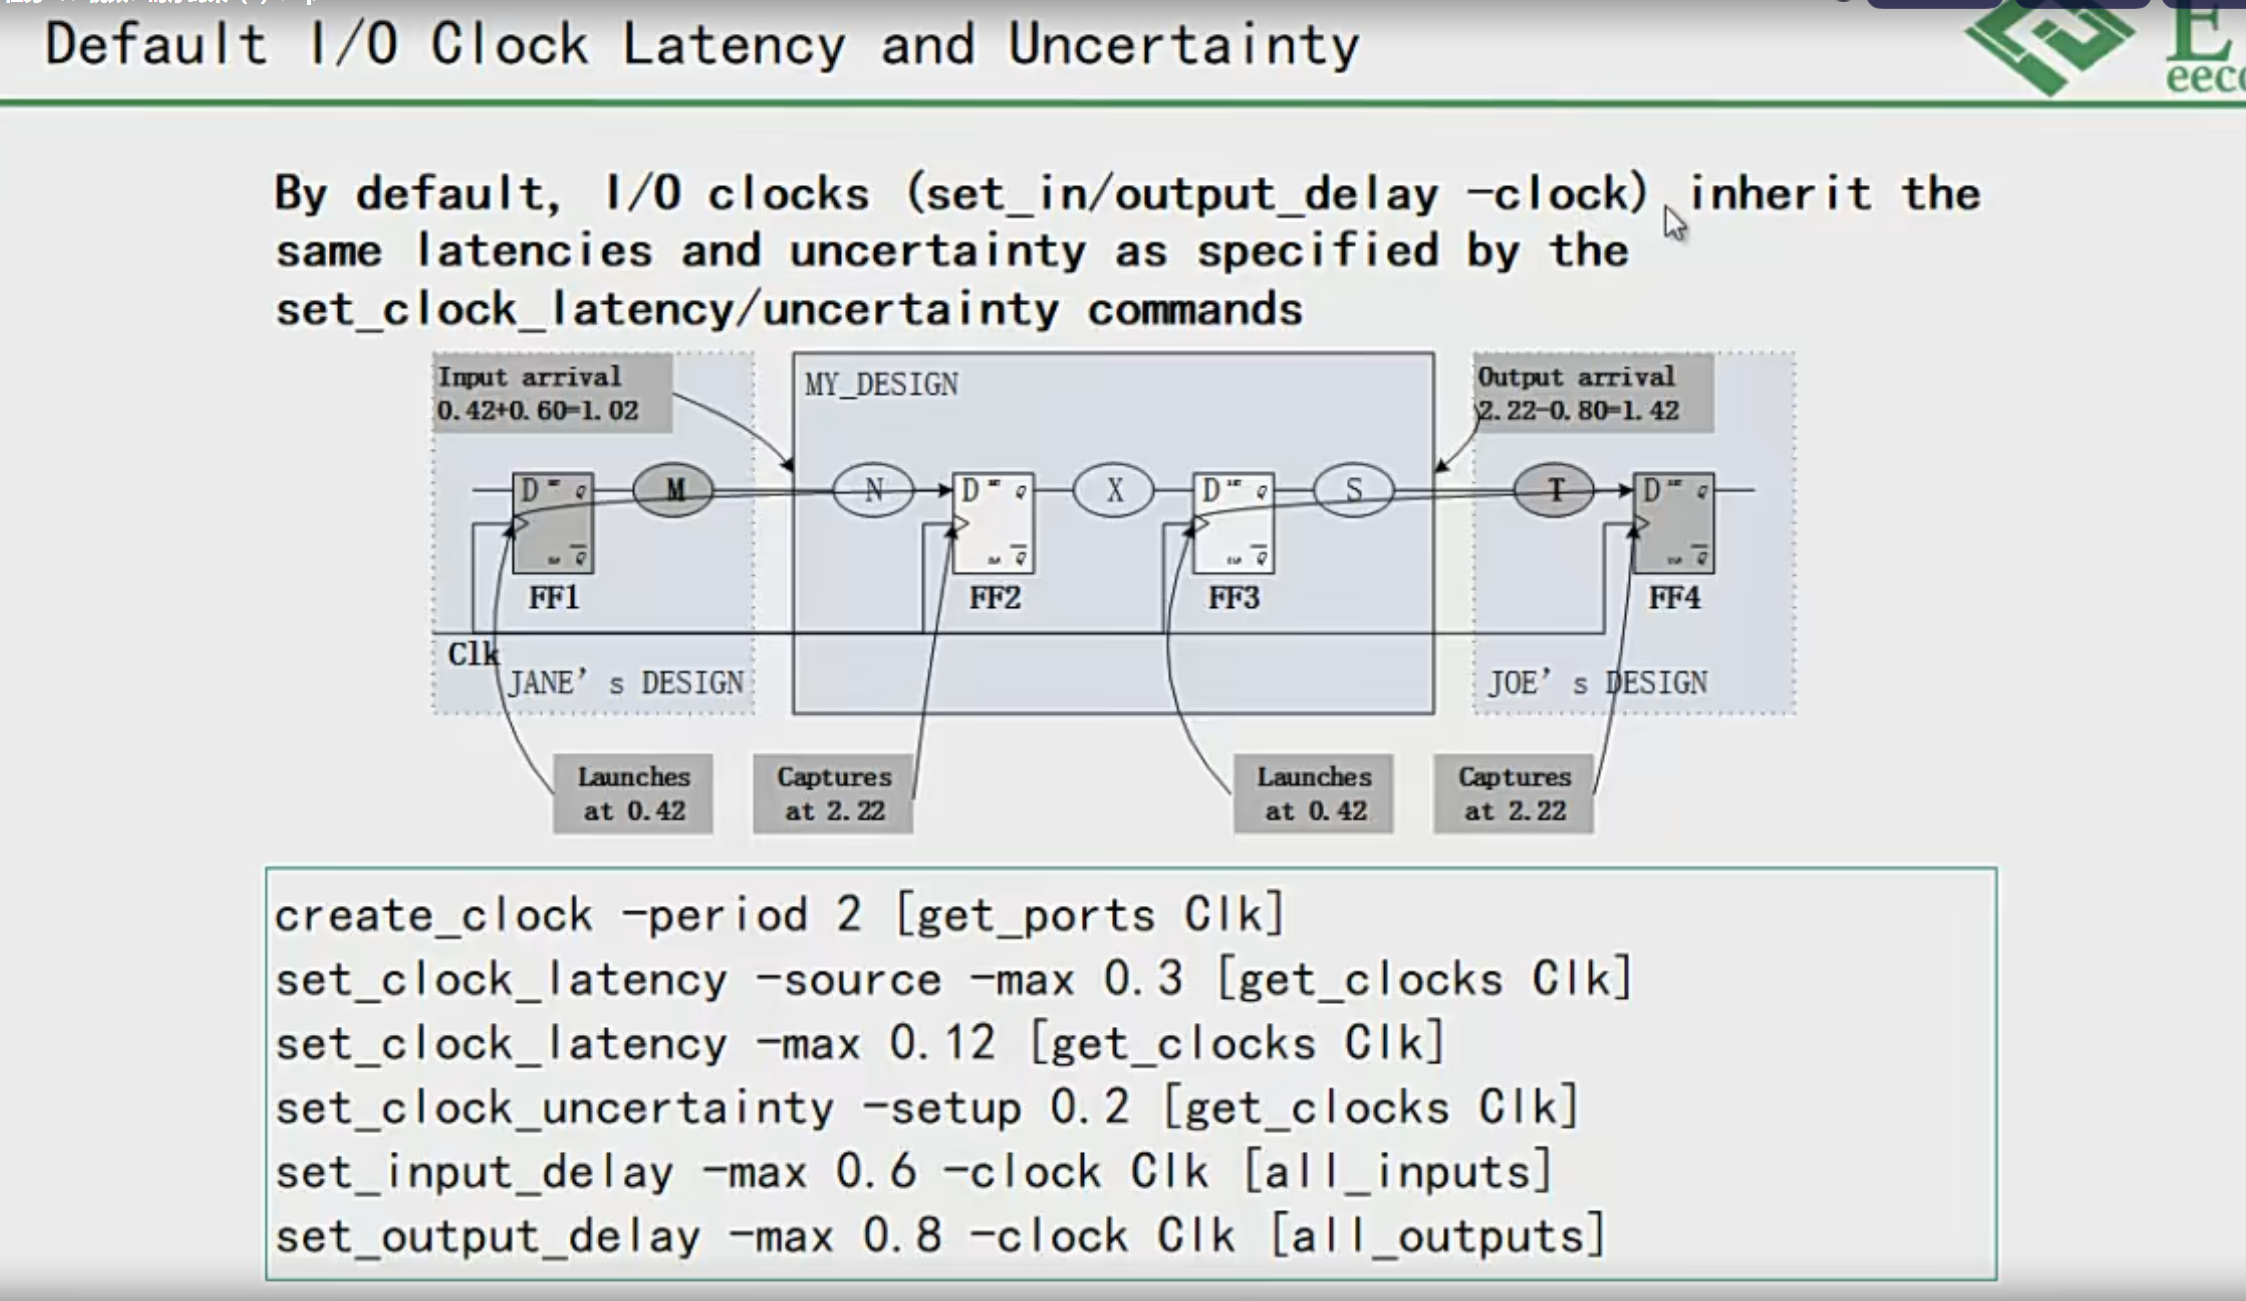 Default I/O Clock Latency and Uncertainty
E
eec
By default, I/O clocks (set_in/output_delay -clock) inherit the
same latencies and uncertainty as specified by the
set_clock_latency/uncertainty commands
Input arrival
0.42+0.60=1.02
MY_DESIGN
Output arrival
2.22-0.80=1.42
D Q
M
N
D Q
X
D Q
S
T
D Q
Q
Q
Q
Q
FF1
FF2
FF3
FF4
Clk
JANE's DESIGN
JOE's DESIGN
Launches
at 0.42
Captures
at 2.22
Launches
at 0.42
Captures
at 2.22
create_clock -period 2 [get_ports Clk]
set_clock_latency -source -max 0.3 [get_clocks Clk]
set_clock_latency -max 0.12 [get_clocks Clk]
set_clock_uncertainty -setup 0.2 [get_clocks Clk]
set_input_delay -max 0.6 -clock Clk [all_inputs]
set_output_delay -max 0.8 -clock Clk [all_outputs]